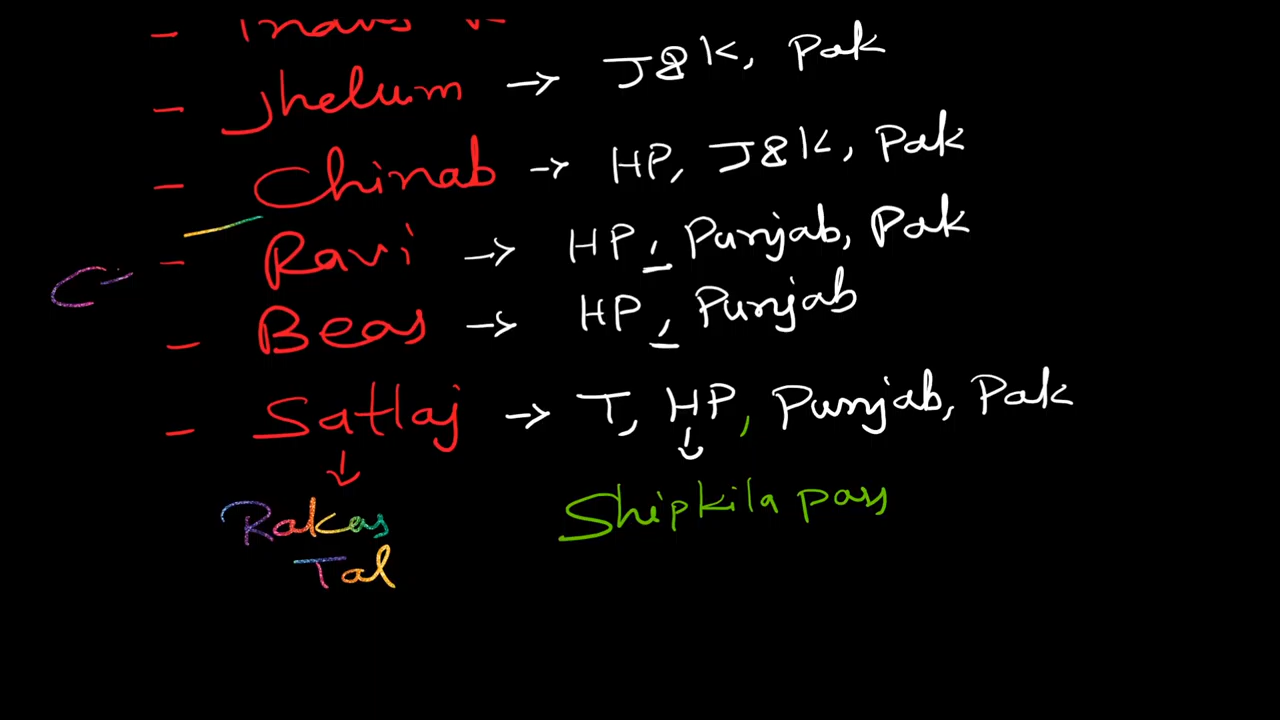 - Jhelum → J&K, Pak
- Chinab → HP, J&K, Pak
- Ravi → HP, Punjab, Pak
- Beas → HP, Punjab
- Satlaj → T, HP, Punjab, Pak
Rakas Shipkila pass
Tal